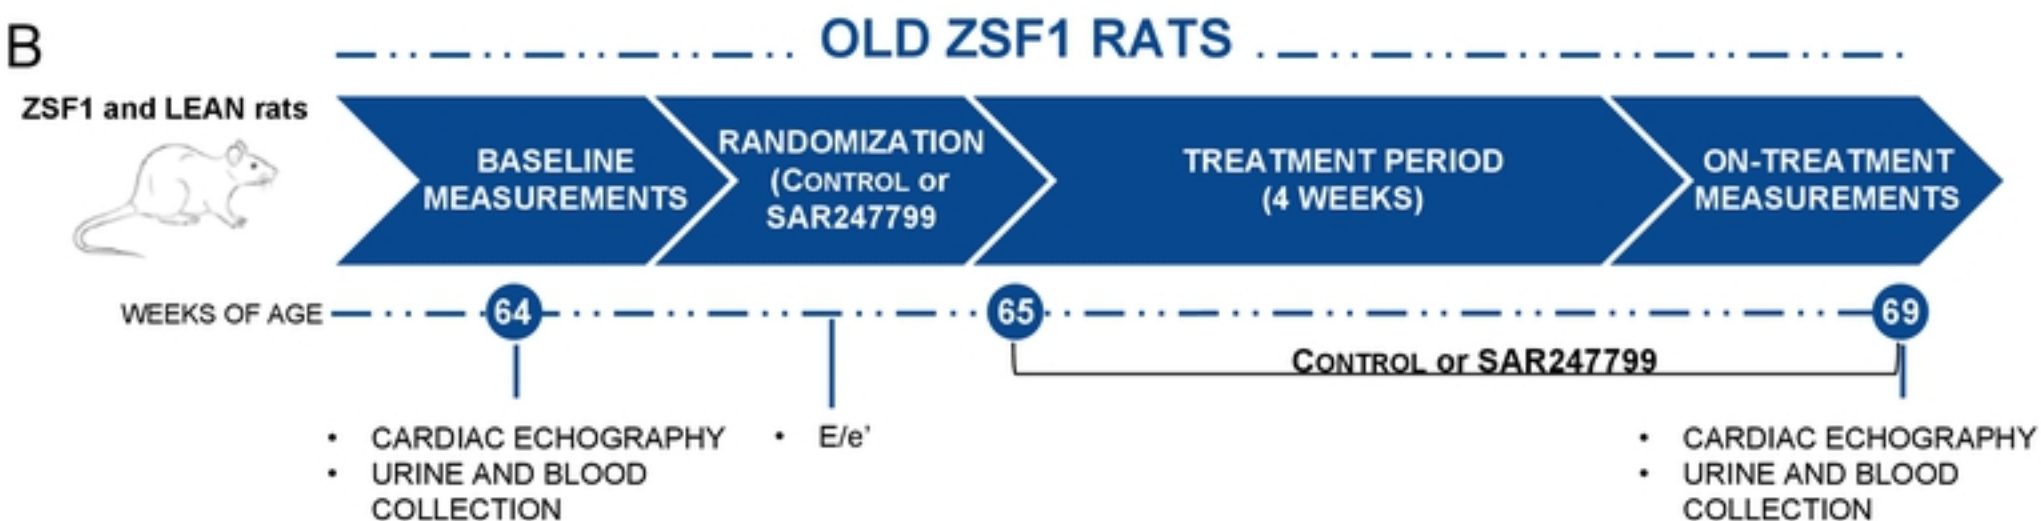 B
OLD ZSF1 RATS
ZSF1 and LEAN rats
BASELINE
MEASUREMENTS
RANDOMIZATION
(CONTROL or
SAR247799
TREATMENT PERIOD
(4 WEEKS)
ON-TREATMENT
MEASUREMENTS
WEEKS OF AGE
64
65
69
CONTROL or SAR247799
• CARDIAC ECHOGRAPHY
• URINE AND BLOOD
COLLECTION
• E/e’
• CARDIAC ECHOGRAPHY
• URINE AND BLOOD
COLLECTION